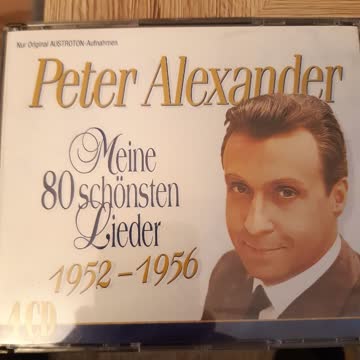 Nur Original AUSTROTON-Aufnahmen
Peter Alexander
Meine
80 schönsten
Lieder
1952 – 1956
4 CD